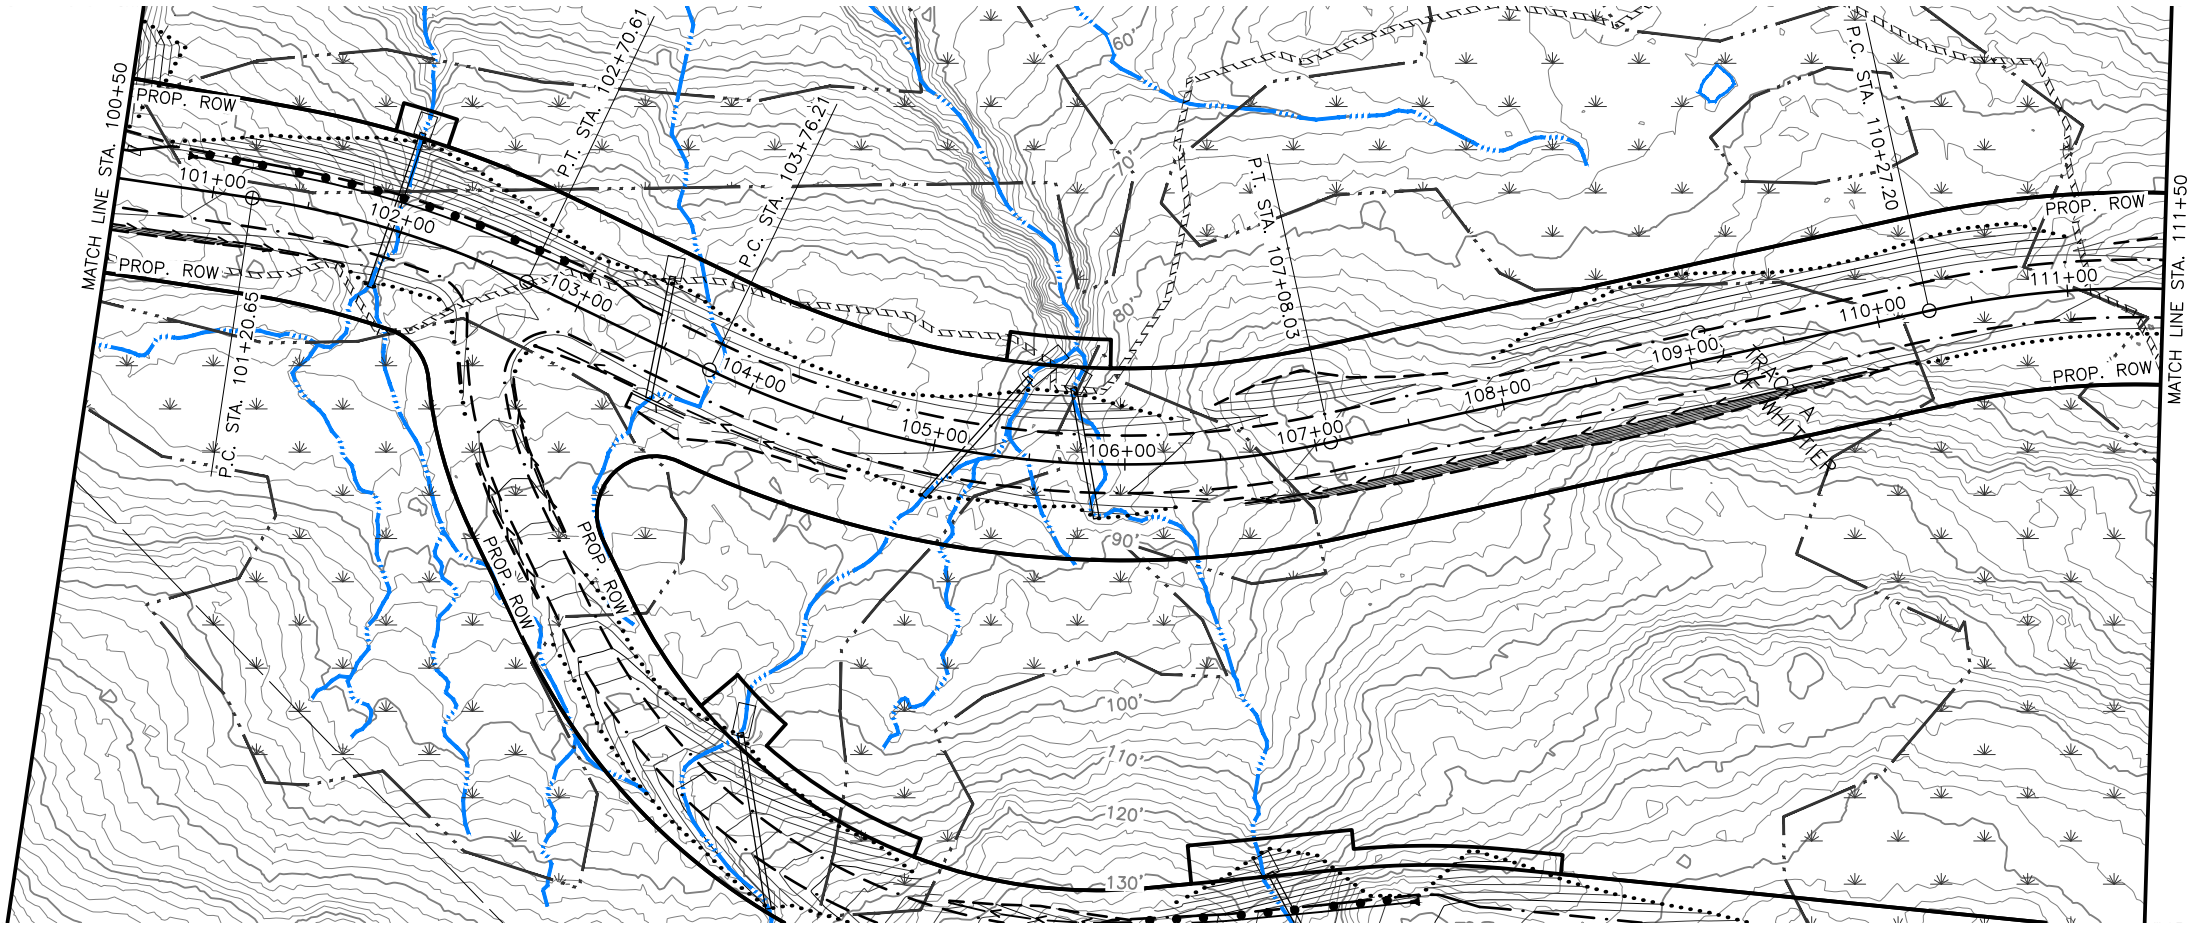 MATCH LINE STA. 100+50
PROP. ROW
101+00
102+00
P.T. STA. 102+70.61
P.C. STA. 103+76.21
60'
70'
80'
P.T. STA. 107+08.03
P.C. STA. 110+27.20
PROP. ROW
MATCH LINE STA. 111+50
PROP. ROW
P.C. STA. 101+20.65
103+00
104+00
105+00
106+00
107+00
108+00
109+00
110+00
111+00
TRACT A
CITY OF WHITTIER
PROP. ROW
PROP. ROW
PROP. ROW
90'
100'
110'
120'
130'